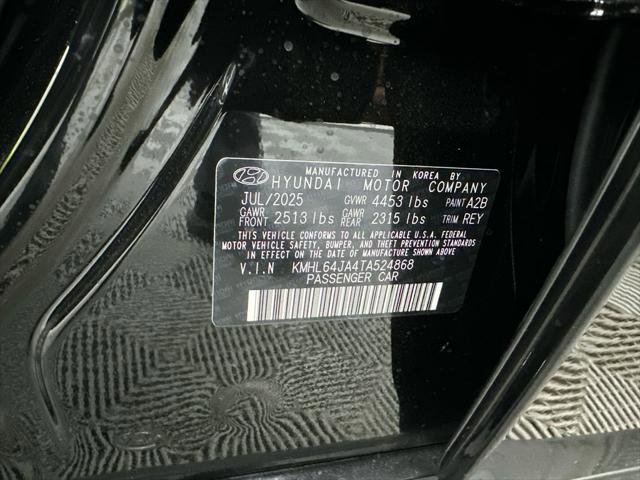 MANUFACTURED IN KOREA BY
HYUNDAI MOTOR COMPANY
JUL/2025 GVWR 4453 lbs PAINT A2B
GAWR FRONT 2513 lbs GAWR REAR 2315 lbs TRIM REY
THIS VEHICLE CONFORMS TO ALL APPLICABLE U.S.A. FEDERAL
MOTOR VEHICLE SAFETY, BUMPER, AND THEFT PREVENTION STANDARDS
IN EFFECT ON THE DATE OF MANUFACTURE SHOWN ABOVE
V.I.N KMHL64JA4TA524868
PASSENGER CAR